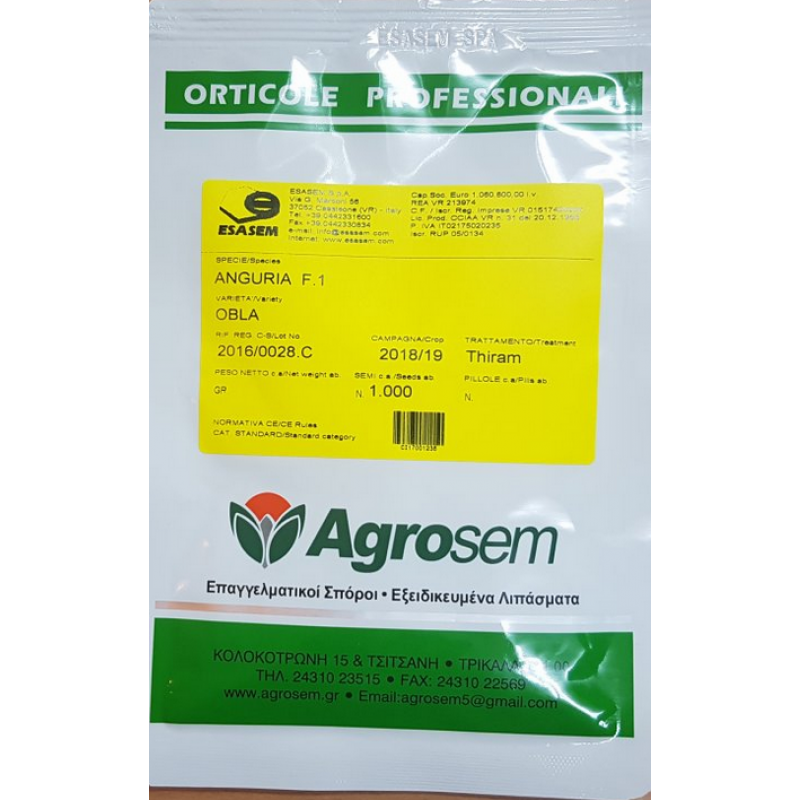 ESASEM SPA
ORTICOLE PROFESSIONALI
ESASEM
ESASEM S.p.A.
Via G. Marconi 56
37052 Casaleone (VR) - Italy
Tel. +39.0442331600
Fax +39.0442330834
e-mail: info@esasem.com
Internet: www.esasem.com
Cap.Soc. Euro 1.060.800,00 i.v.
REA VR 213974
C.F. / Iscr. Reg. Imprese VR
Lic. Prod. CCIAA VR n. 31 del 20.12.
P. IVA IT02175020235
Iscr. RUP 05/0134
SPECIE/Species
ANGURIA F.1
VARIETA'/Variety
OBLA
RIF. REG. C-S/Lot No
2016/0028.C
CAMPAGNA/Crop
2018/19
TRATTAMENTO/Treatment
Thiram
PESO NETTO c.a/Net weight ab.
GR
SEMI c.a./Seeds ab.
N. 1.000
PILLOLE c.a/Pills ab.
N.
NORMATIVA CE/CE Rules
CAT. STANDARD/Standard category
C217001236
Agrosem
Επαγγελματικοί Σπόροι • Εξειδικευμένα Λιπάσματα
ΚΟΛΟΚΟΤΡΩΝΗ 15 & ΤΣΙΤΣΑΝΗ •
ΤΗΛ. 24310 23515 • FAX: 24310 22569
www.agrosem.gr • Email:agrosem5@gmail.com